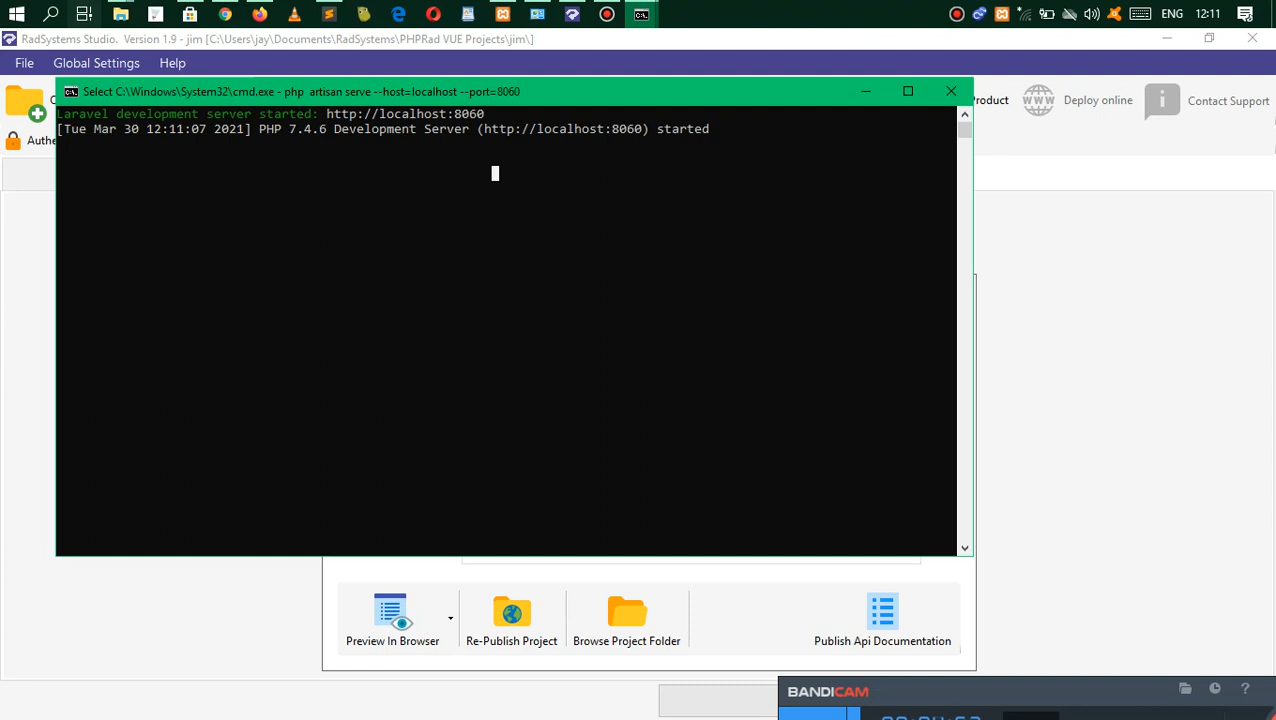 ENG 12:11
RadSystems Studio. Version 1.9 - jim [C:\Users\jay\Documents\RadSystems\PHPRad VUE Projects\jim\]
File Global Settings Help
Select C:\Windows\System32\cmd.exe - php artisan serve --host=localhost --port=8060
Product Deploy online Contact Support
Laravel development server started: http://localhost:8060
[Tue Mar 30 12:11:07 2021] PHP 7.4.6 Development Server (http://localhost:8060) started
Preview In Browser Re-Publish Project Browse Project Folder Publish Api Documentation
BANDICAM